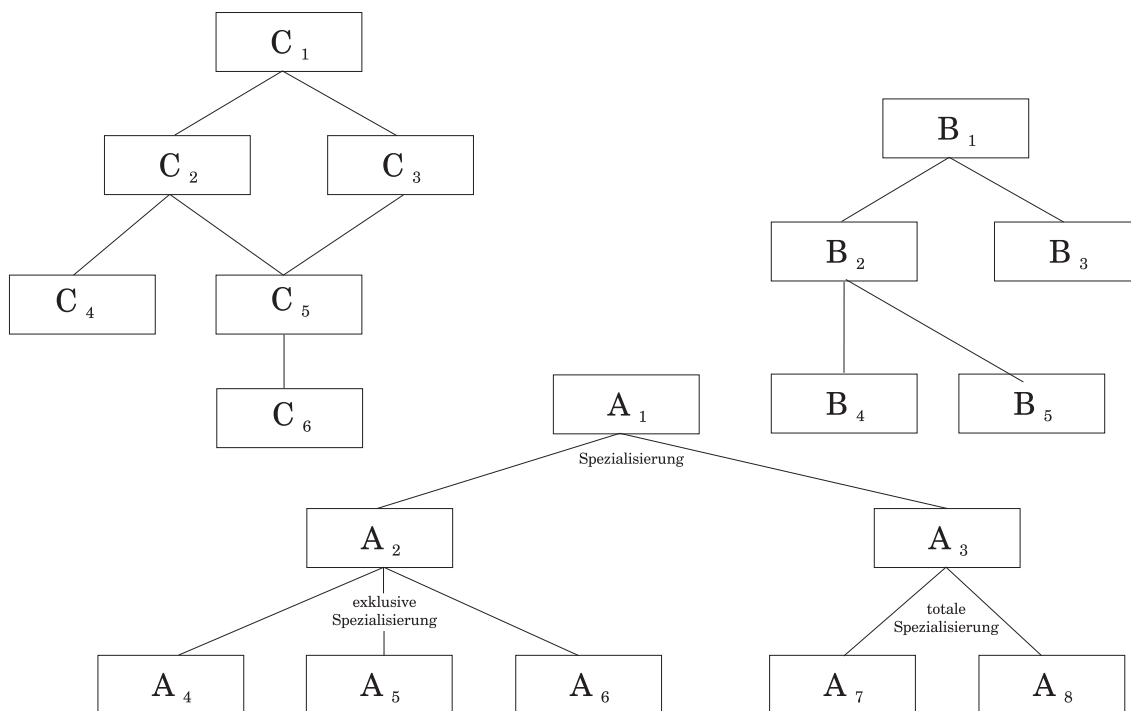 C 1
B 1
C 2
C 3
B 2
B 3
C 4
C 5
B 4
B 5
C 6
A 1
Spezialisierung
A 2
A 3
exklusive
Spezialisierung
totale
Spezialisierung
A 4
A 5
A 6
A 7
A 8